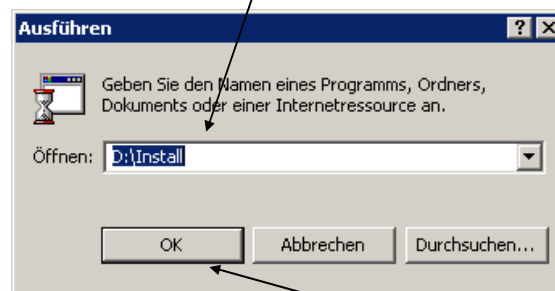 Ausführen
Geben Sie den Namen eines Programms, Ordners,
Dokuments oder einer Internetressource an.
Öffnen: D:\Install
OK Abbrechen Durchsuchen...